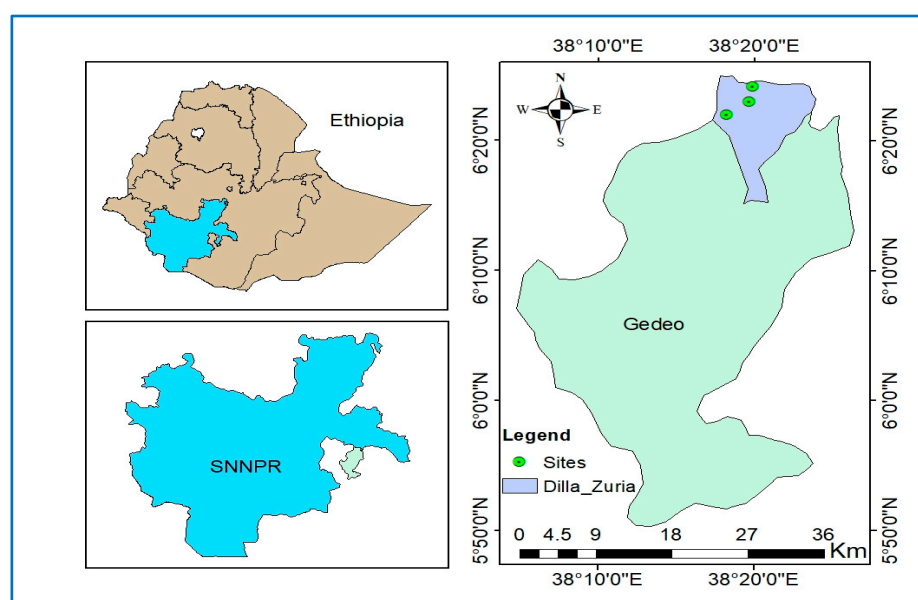 Ethiopia
SNNPR
38°10'0"E 38°20'0"E
N
W E
S
6°20'0"N 6°20'0"N
6°10'0"N 6°10'0"N
Gedeo
6°0'0"N 6°0'0"N
Legend
Sites
Dilla_Zuria
0 4.5 9 18 27 36
Km
5°50'0"N 5°50'0"N
38°10'0"E 38°20'0"E